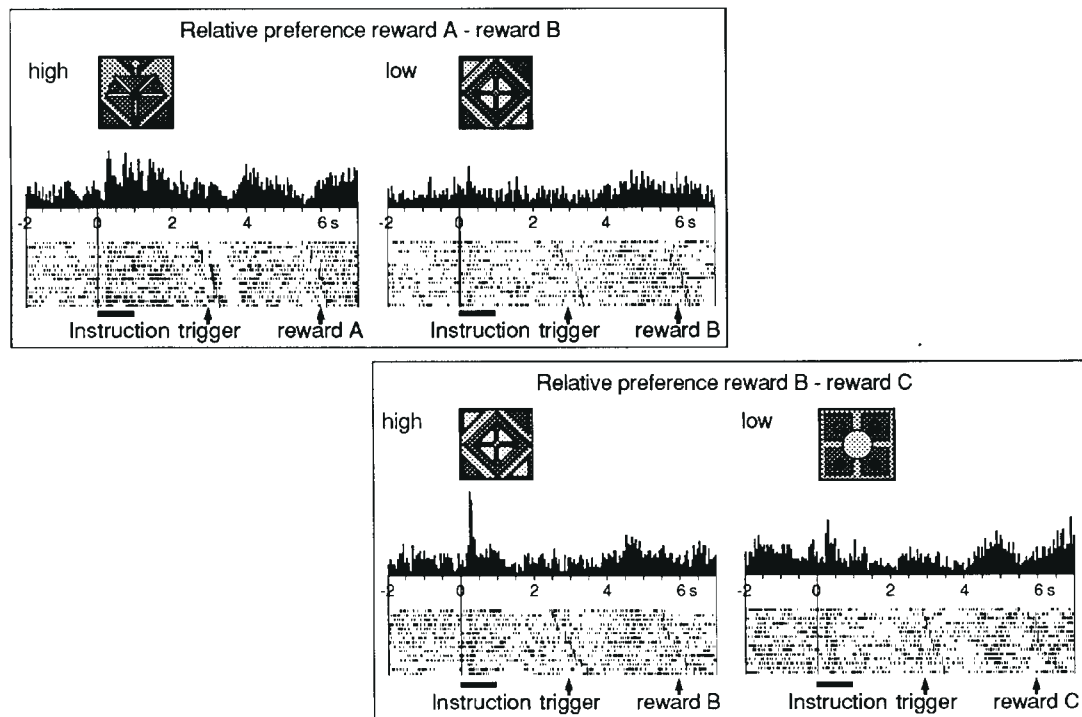 Relative preference reward A - reward B
high
low
-2 0 2 4 6 s
-2 0 2 4 6 s
Instruction trigger reward A
Instruction trigger reward B
Relative preference reward B - reward C
high
low
-2 0 2 4 6 s
-2 0 2 4 6 s
Instruction trigger reward B
Instruction trigger reward C